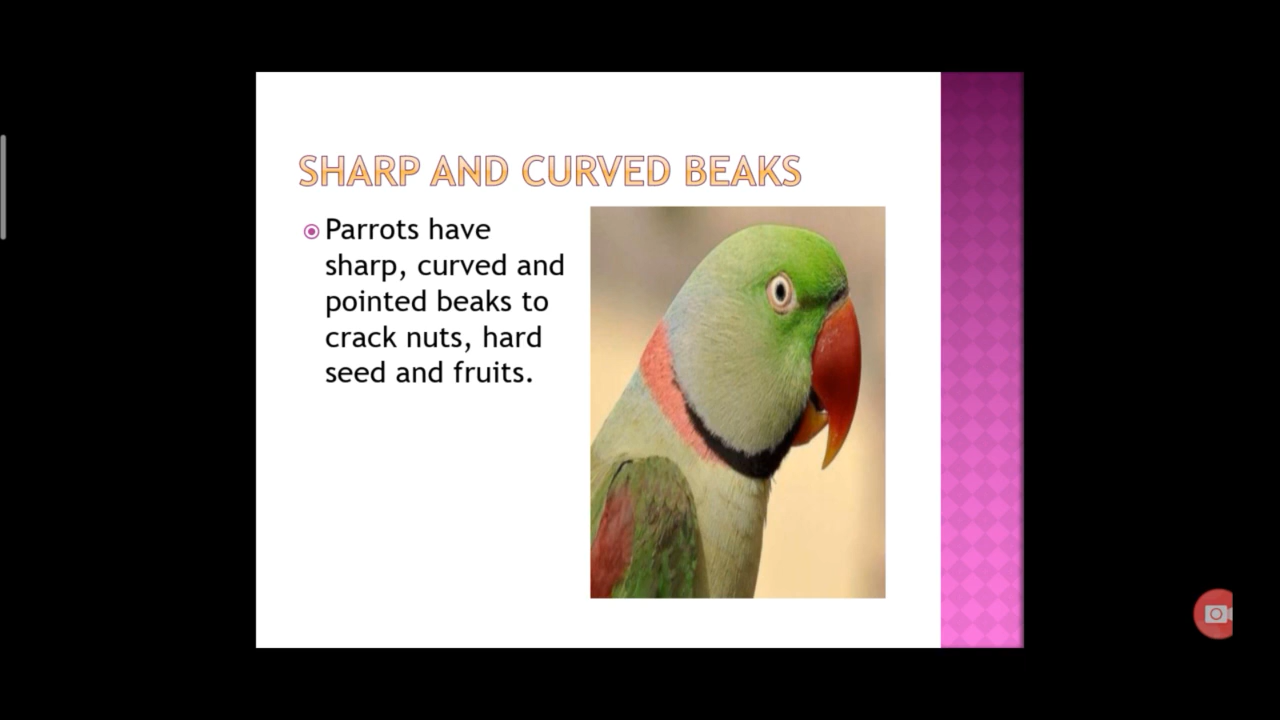 SHARP AND CURVED BEAKS
Parrots have
sharp, curved and
pointed beaks to
crack nuts, hard
seed and fruits.